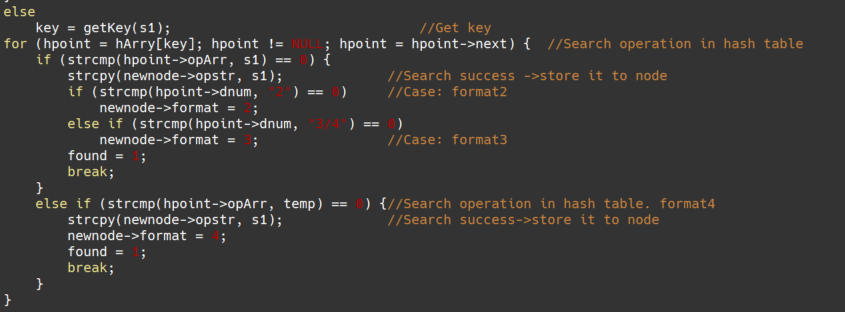 else
    key = getKey(s1);                               //Get key
for (hpoint = hArry[key]; hpoint != NULL; hpoint = hpoint->next) {  //Search operation in hash table
    if (strcmp(hpoint->opArr, s1) == 0) {
        strcpy(newnode->opstr, s1);             //Search success ->store it to node
        if (strcmp(hpoint->dnum, "2") == 0)     //Case: format2
            newnode->format = 2;
        else if (strcmp(hpoint->dnum, "3/4") == 0)
            newnode->format = 3;                //Case: format3
        found = 1;
        break;
    }
    else if (strcmp(hpoint->opArr, temp) == 0) {//Search operation in hash table. format4
        strcpy(newnode->opstr, s1);             //Search success->store it to node
        newnode->format = 4;
        found = 1;
        break;
    }
}